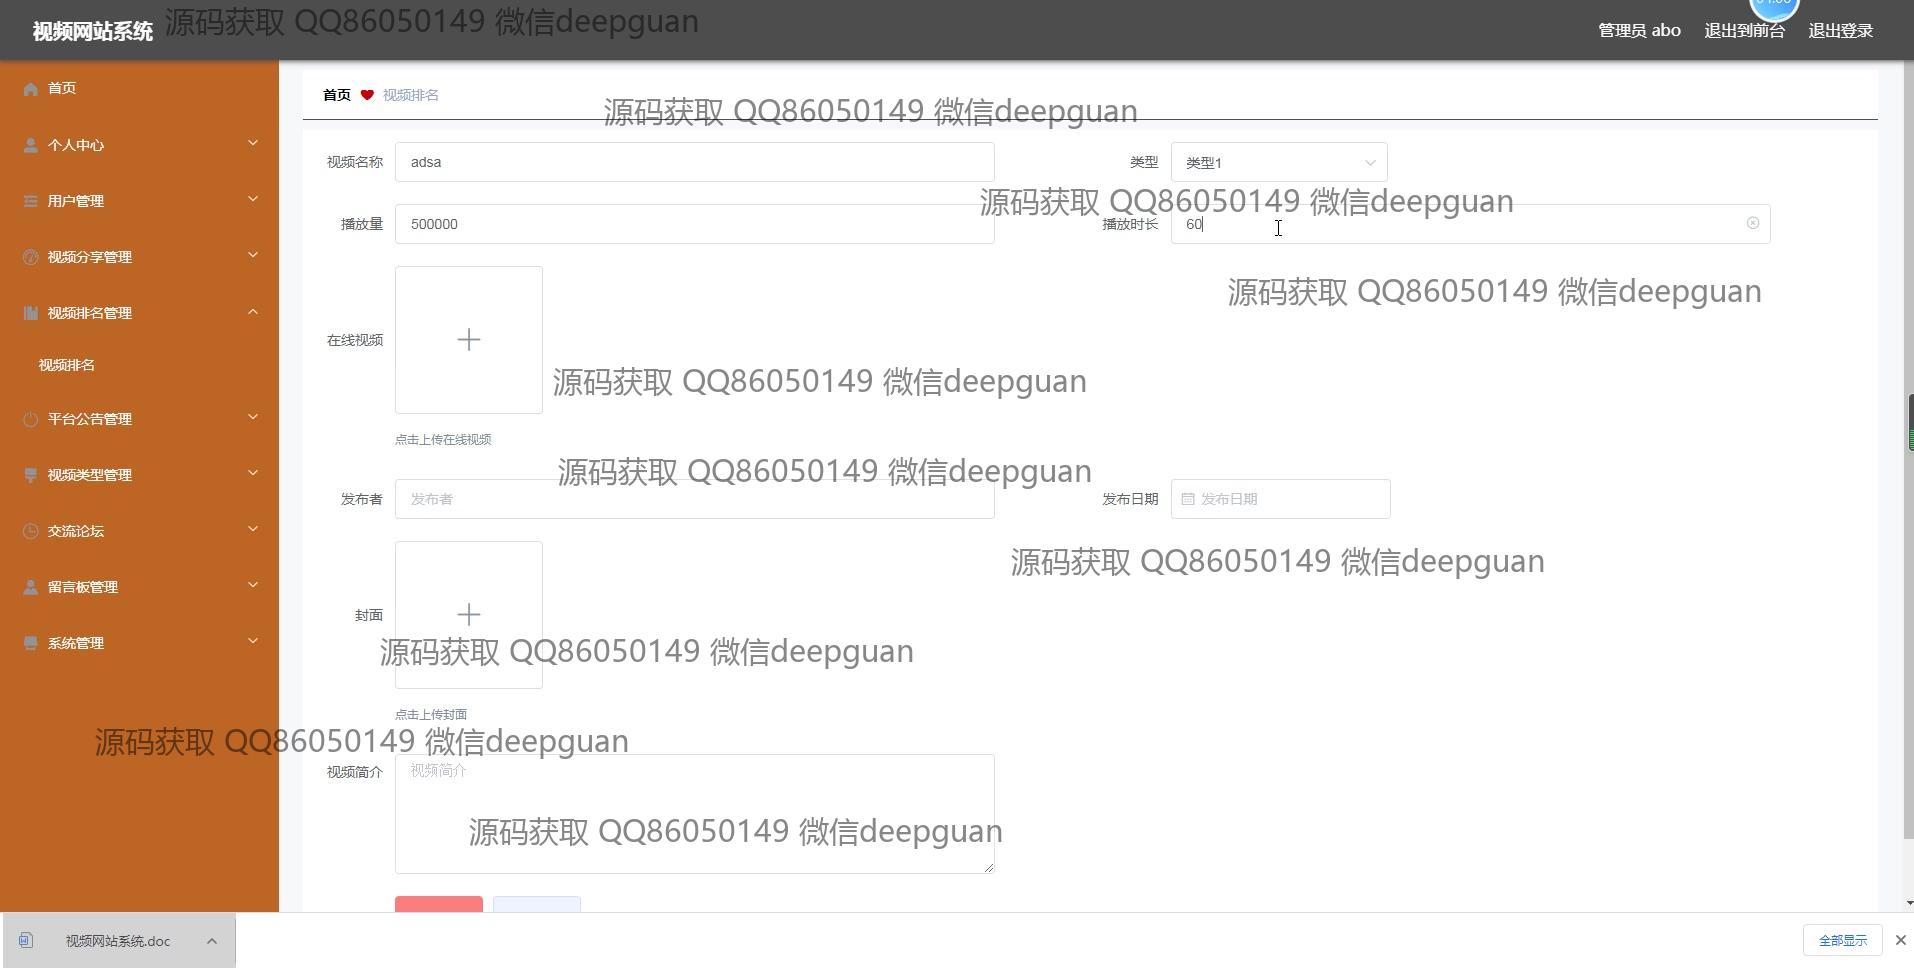 视频网站系统
源码获取 QQ86050149 微信deepguan
管理员 abo
退出到前台
退出登录
首页
个人中心
用户管理
视频分享管理
视频排名管理
视频排名
平台公告管理
视频类型管理
交流论坛
留言板管理
系统管理
首页 视频排名
源码获取 QQ86050149 微信deepguan
视频名称 adsa
类型 类型1
源码获取 QQ86050149 微信deepguan
播放量 500000
播放时长 60
源码获取 QQ86050149 微信deepguan
在线视频
源码获取 QQ86050149 微信deepguan
点击上传在线视频
源码获取 QQ86050149 微信deepguan
发布者 发布者
发布日期 发布日期
源码获取 QQ86050149 微信deepguan
封面
源码获取 QQ86050149 微信deepguan
点击上传封面
源码获取 QQ86050149 微信deepguan
视频简介 视频简介
源码获取 QQ86050149 微信deepguan
视频网站系统.doc
全部显示